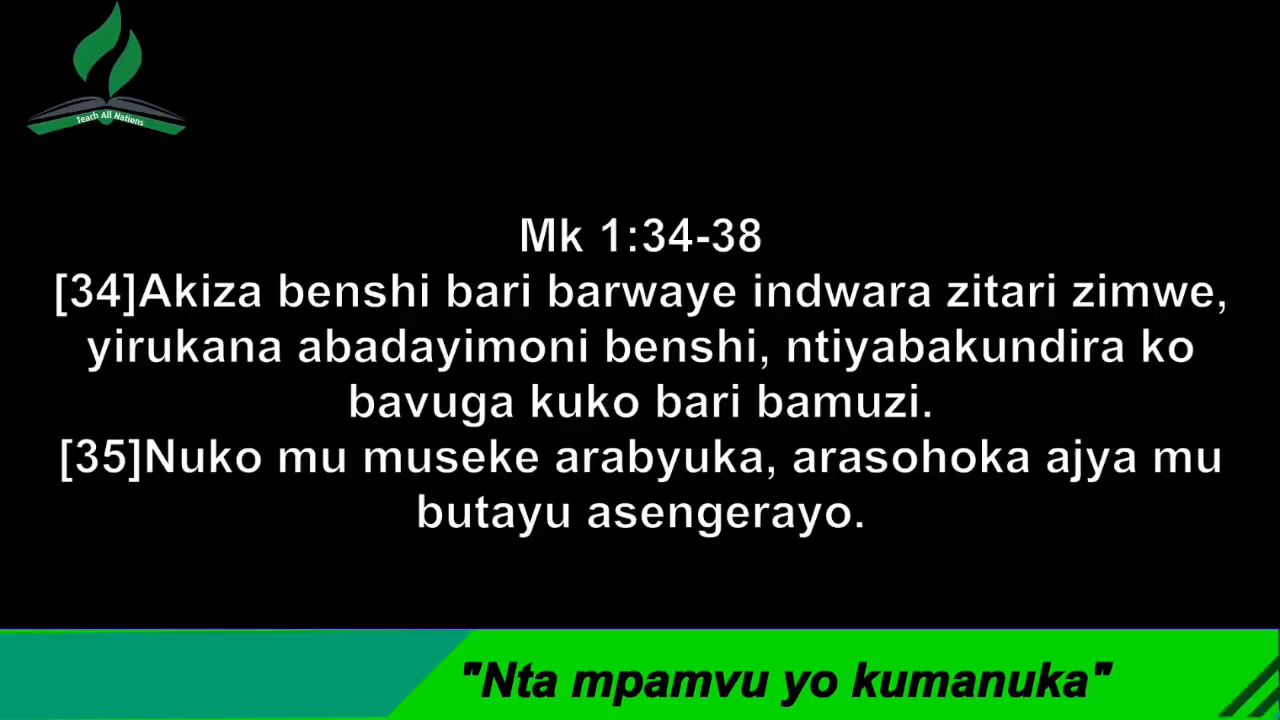 Teach All Nations
Mk 1:34-38
[34]Akiza benshi bari barwaye indwara zitari zimwe,
yirukana abadayimoni benshi, ntiyabakundira ko
bavuga kuko bari bamuzi.
[35]Nuko mu museke arabyuka, arasohoka ajya mu
butayu asengerayo.
"Nta mpamvu yo kumanuka"